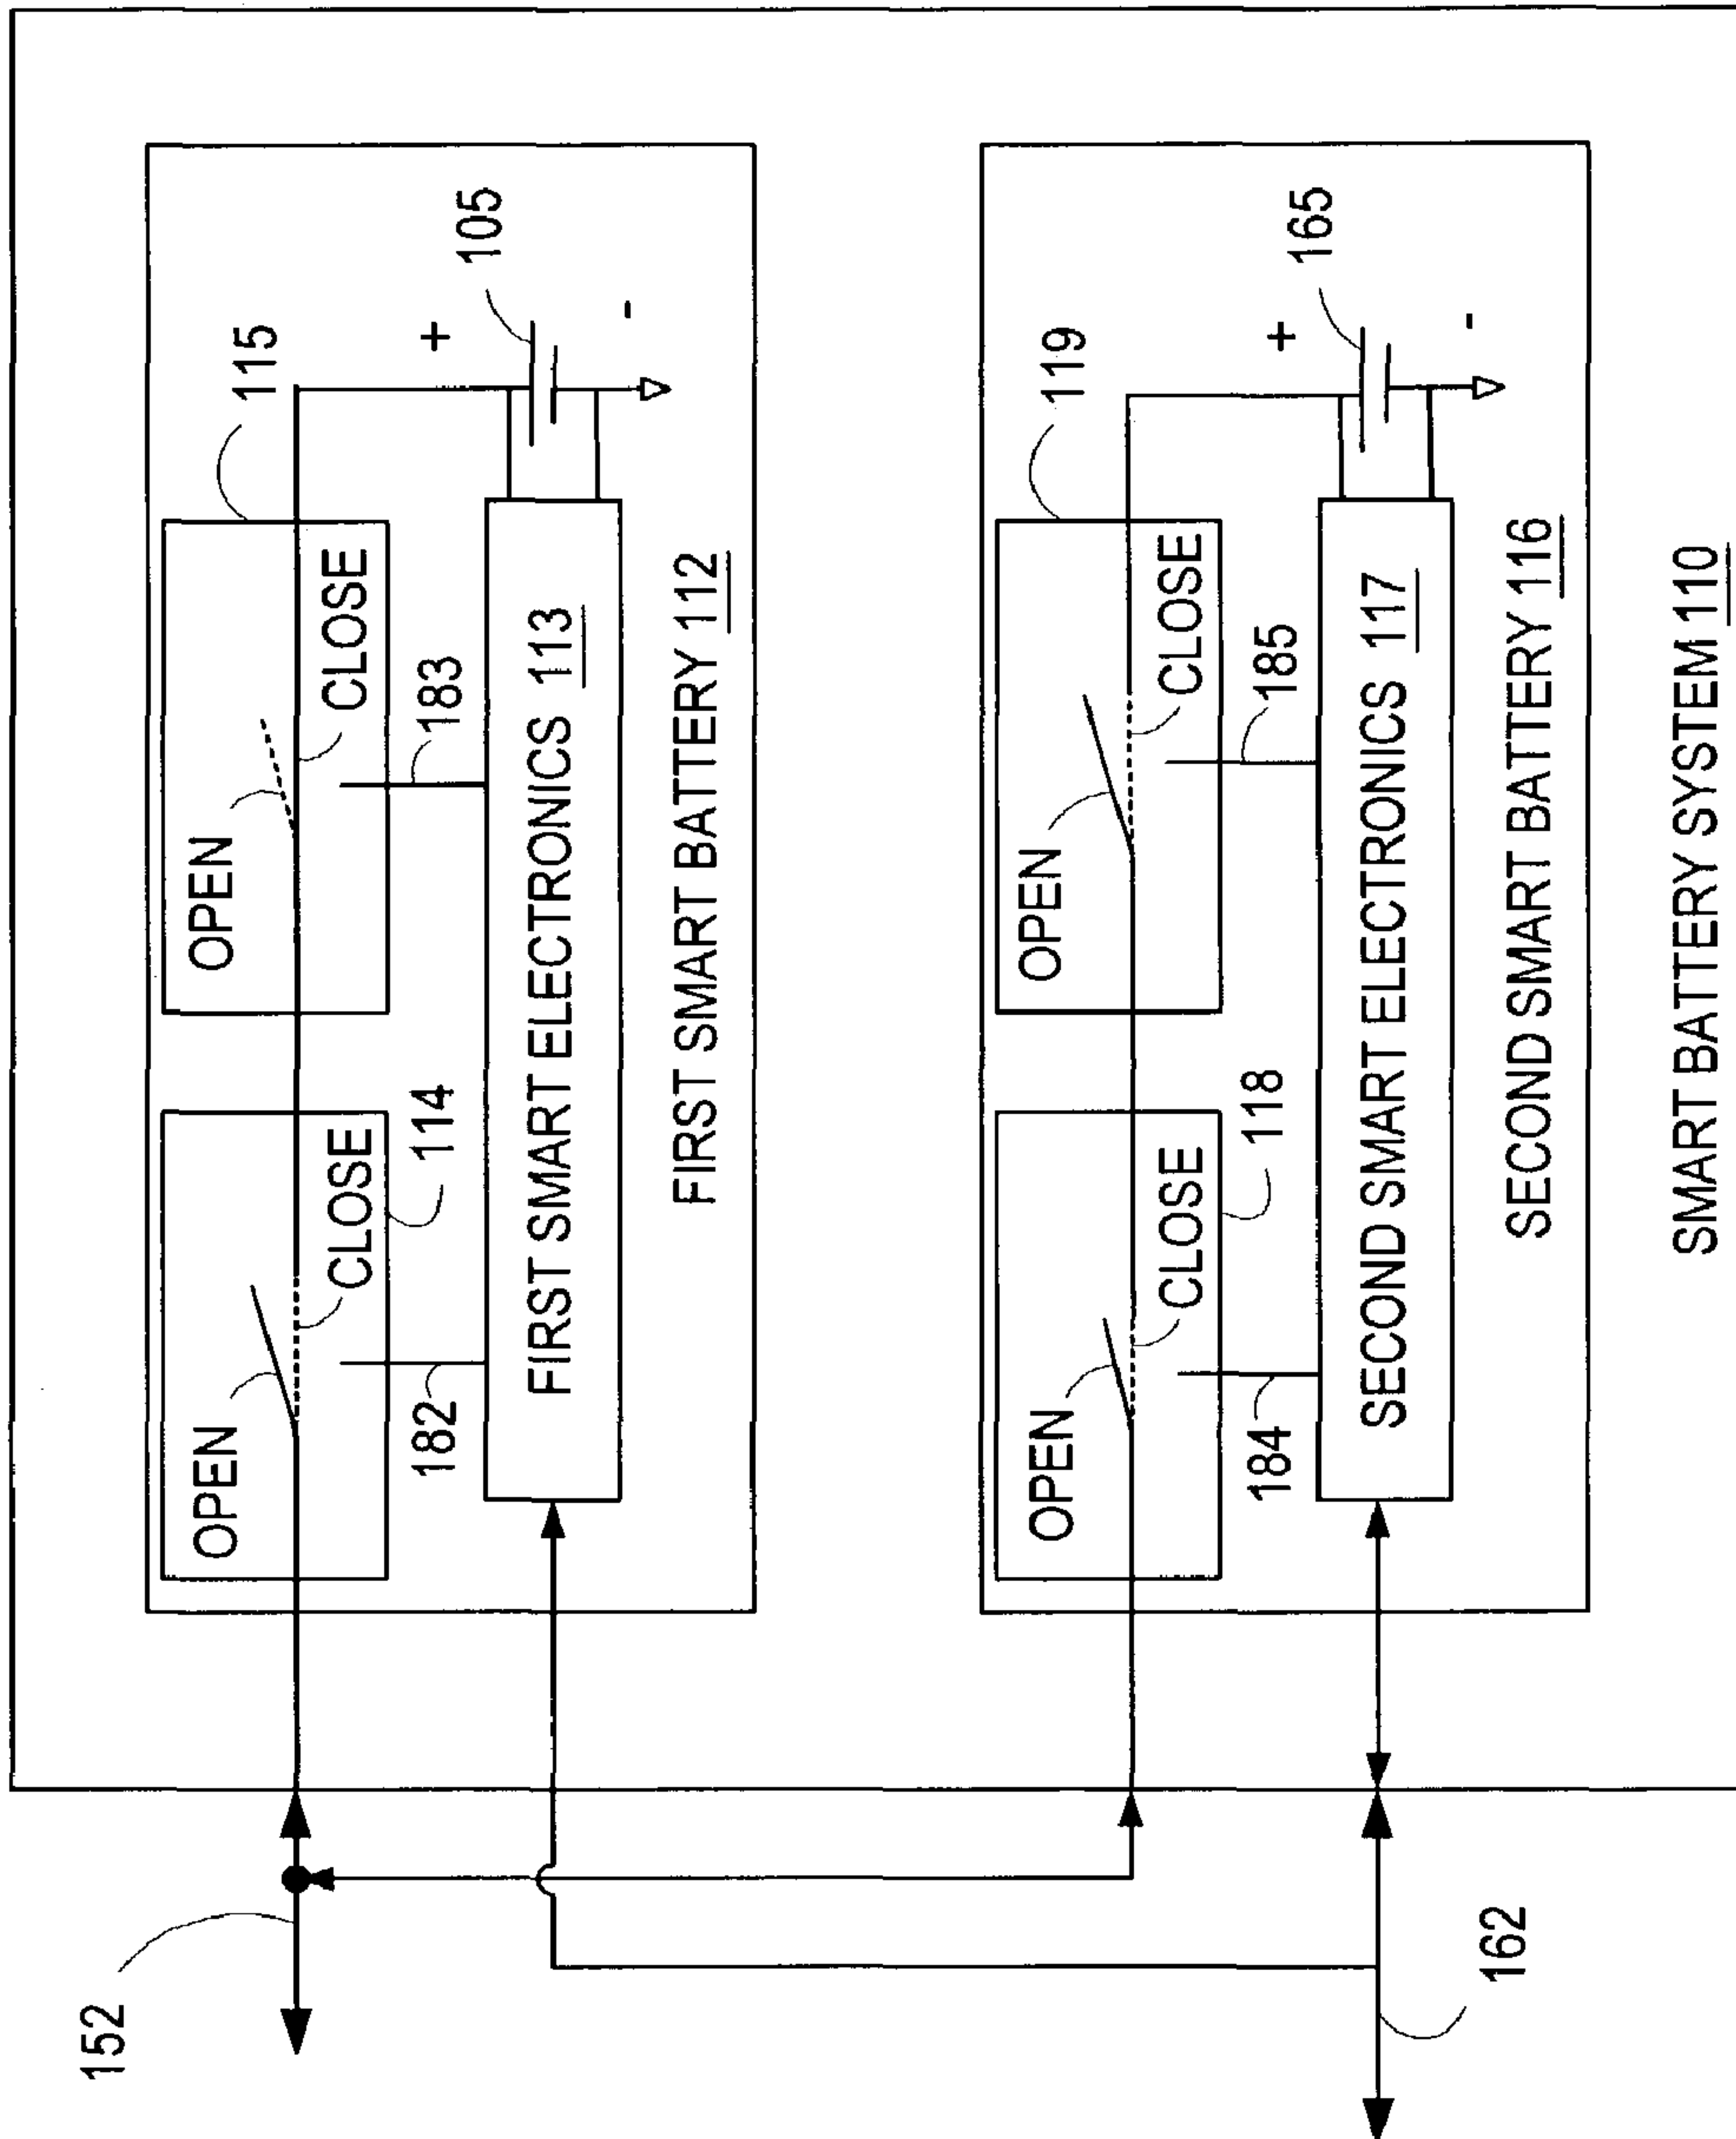 115
105
OPEN
CLOSE
+
-
183
OPEN
CLOSE
114
182
FIRST SMART ELECTRONICS 113
FIRST SMART BATTERY 112
119
165
OPEN
CLOSE
+
-
185
OPEN
CLOSE
118
184
SECOND SMART ELECTRONICS 117
SECOND SMART BATTERY 116
SMART BATTERY SYSTEM 110
152
162